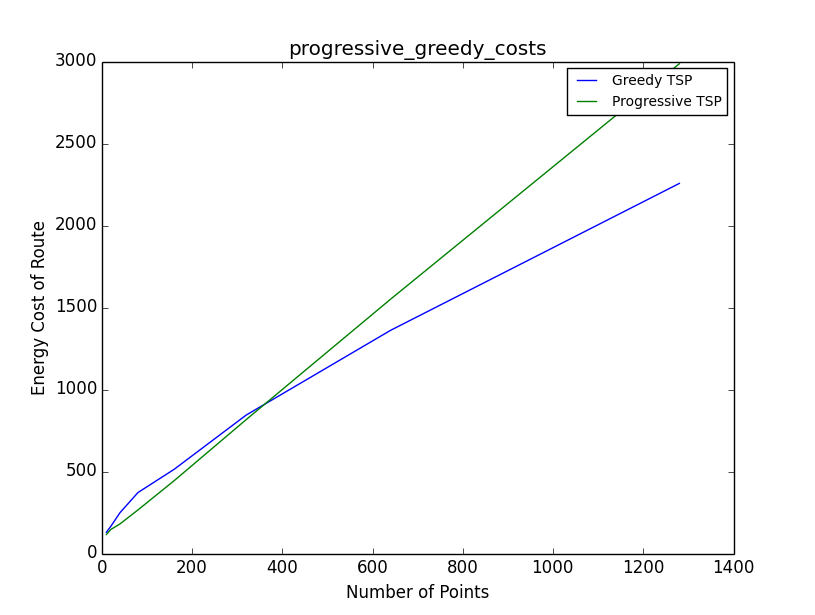 progressive_greedy_costs
3000
2500
2000
1500
1000
500
0
Energy Cost of Route
Greedy TSP
Progressive TSP
0 200 400 600 800 1000 1200 1400
Number of Points